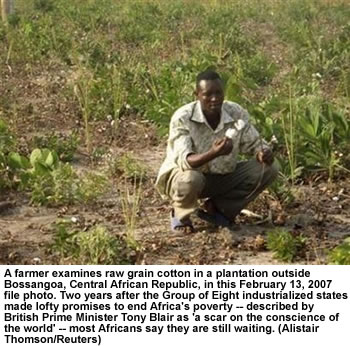 A farmer examines raw grain cotton in a plantation outside
Bossangoa, Central African Republic, in this February 13, 2007
file photo. Two years after the Group of Eight industrialized states
made lofty promises to end Africa's poverty -- described by
British Prime Minister Tony Blair as 'a scar on the conscience of
the world' -- most Africans say they are still waiting. (Alistair
Thomson/Reuters)